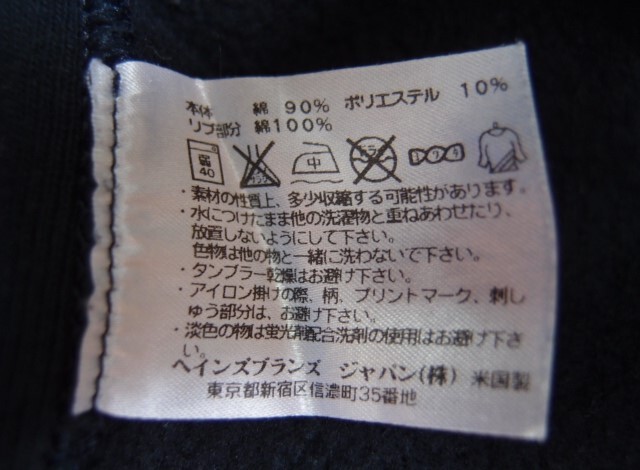 本体 綿 90% ポリエステル 10%
リブ部分 綿100%
弱 40 中
・素材の性質上、多少収縮する可能性があります。
・水につけたまま他の洗濯物と重ねあわせたり、
放置しないようにして下さい。
色物は他の物と一緒に洗わないで下さい。
・タンブラー乾燥はお避け下さい。
・アイロン掛けの際、柄、プリントマーク、刺し
しゅう部分は、お避け下さい。
・淡色の物は蛍光剤配合洗剤の使用はお避け下さ
い。
ヘインズブランズ ジャパン(株) 米国製
東京都新宿区信濃町35番地